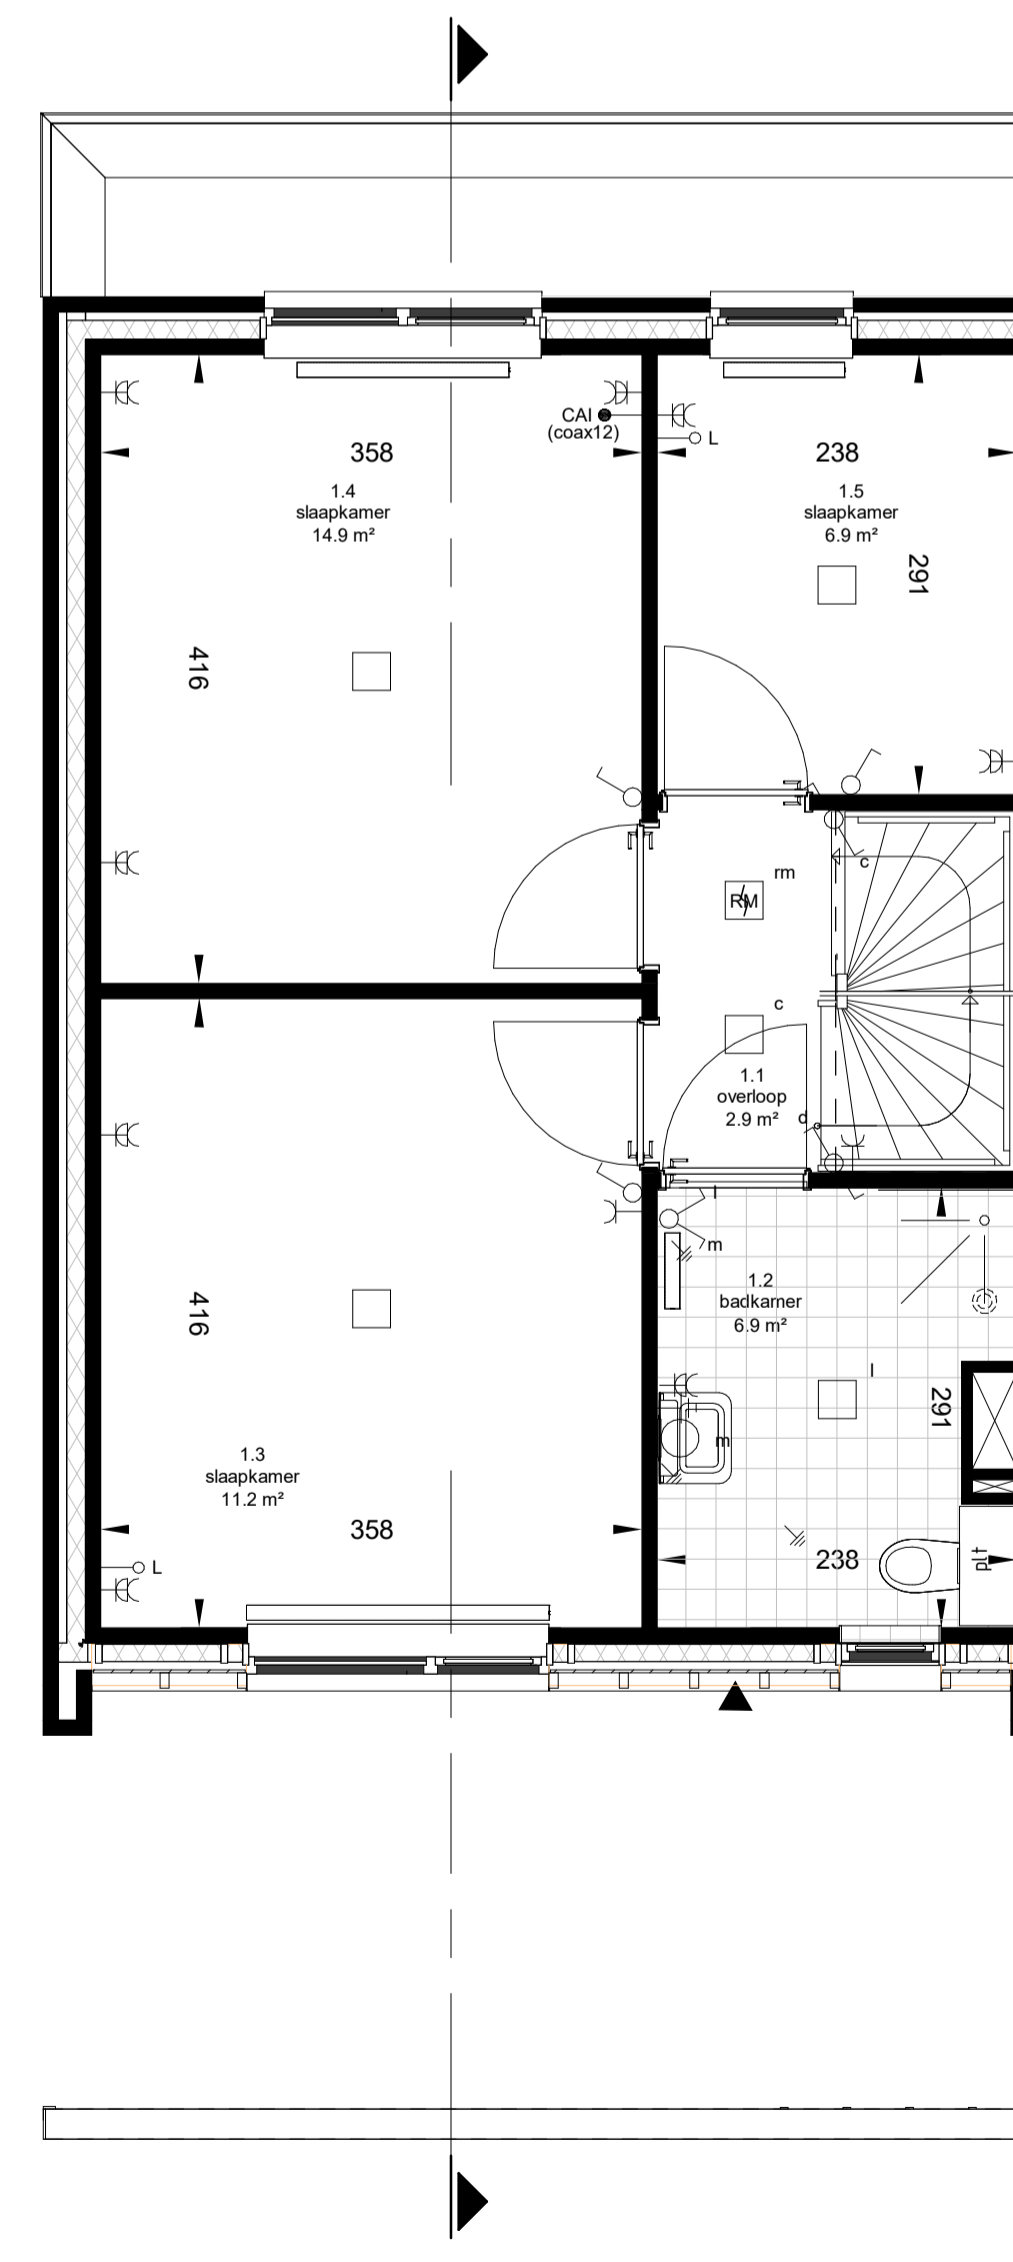 CAI
(coax12)
L
358
238
1.4
slaapkamer
14.9 m²
1.5
slaapkamer
6.9 m²
291
416
c
rm
RM
c
1.1
overloop
2.9 m²
d
l
m
1.2
badkamer
6.9 m²
416
l
291
m
1.3
slaapkamer
11.2 m²
358
238
plt
L